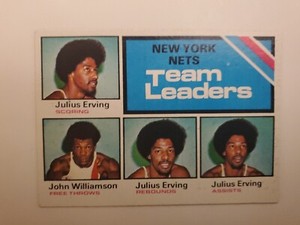 NEW YORK
NETS
Team
Leaders
Julius Erving
SCORING
John Williamson
FREE THROWS
Julius Erving
REBOUNDS
Julius Erving
ASSISTS